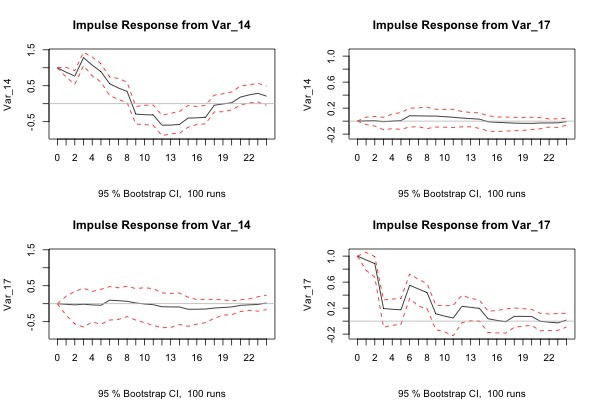 Impulse Response from Var_14
Var_14
-0.5 0.5 1.5
0 2 4 6 8 10 13 16 19 22
95 % Bootstrap CI, 100 runs
Impulse Response from Var_17
Var_14
-0.2 0.2 0.6 1.0
0 2 4 6 8 10 13 16 19 22
95 % Bootstrap CI, 100 runs
Impulse Response from Var_14
Var_17
-0.5 0.5 1.5
0 2 4 6 8 10 13 16 19 22
95 % Bootstrap CI, 100 runs
Impulse Response from Var_17
Var_17
-0.2 0.2 0.6 1.0
0 2 4 6 8 10 13 16 19 22
95 % Bootstrap CI, 100 runs